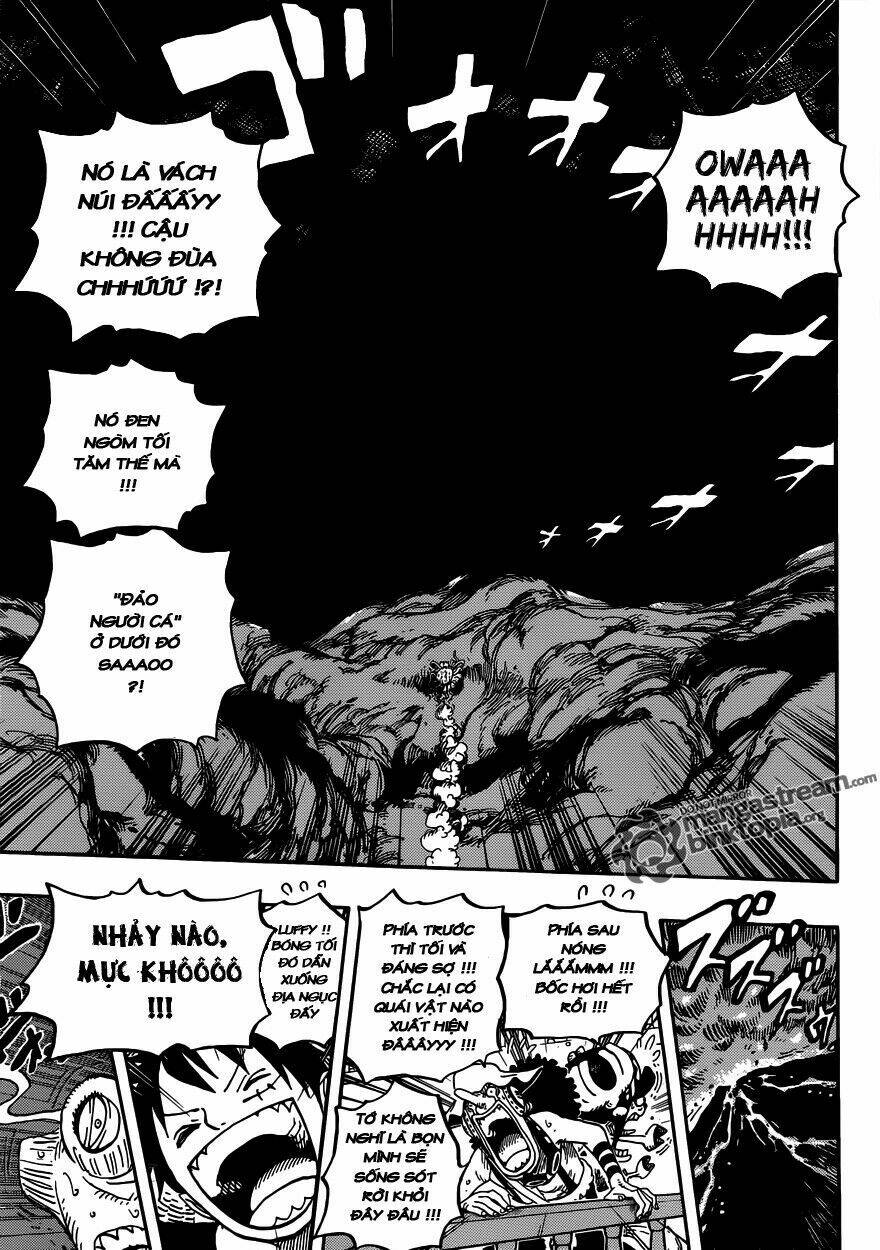 OWAAA
AAAAAH
HHHH!!!
NÓ LÀ VÁCH
NÚI ĐẤẤẤYY
!!! CẬU
KHÔNG ĐÙA
CHHHỨỨỨ !?!
NÓ ĐEN
NGÒM TỐI
TĂM THẾ MÀ
!!!
"ĐẢO
NGƯỜI CÁ"
Ở DƯỚI ĐÓ
SAAAOO
?!
mangastream.com
binktopia.org
PHÍA SAU
NÓNG
LẮẮẮMMM !!!
BỐC HƠI HẾT
RỒI !!!
PHÍA TRƯỚC
THÌ TỐI VÀ
ĐÁNG SỢ !!!
CHẮC LẠI CÓ
QUÁI VẬT NÀO
XUẤT HIỆN
ĐÂÂÂYYY !!!
TỚ KHÔNG
NGHĨ LÀ BỌN
MÌNH SẼ
SỐNG SÓT
RỜI KHỎI
ĐÂY ĐÂU !!!
LUFFY !!
BÓNG TỐI
ĐÓ DẪN
XUỐNG
ĐỊA NGỤC
ĐẤY
NHẢY NÀO,
MỰC KHÔÔÔÔ
!!!